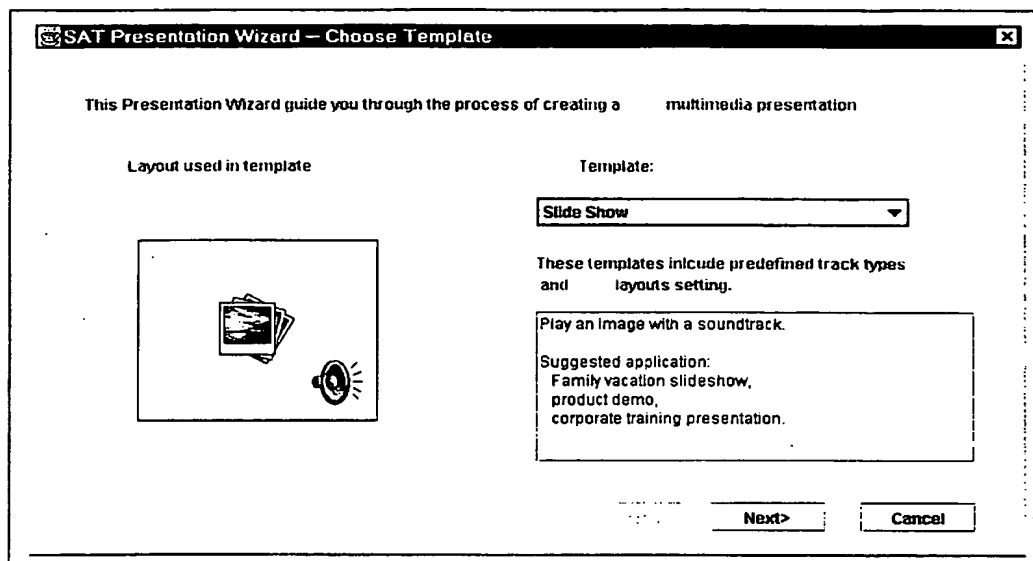 SAT Presentation Wizard – Choose Template
This Presentation Wizard guide you through the process of creating a multimedia presentation
Layout used in template
Template:
Slide Show
These templates inlcude predefined track types
and layouts setting.
Play an image with a soundtrack.
Suggested application:
Family vacation slideshow,
product demo,
corporate training presentation.
Next>
Cancel